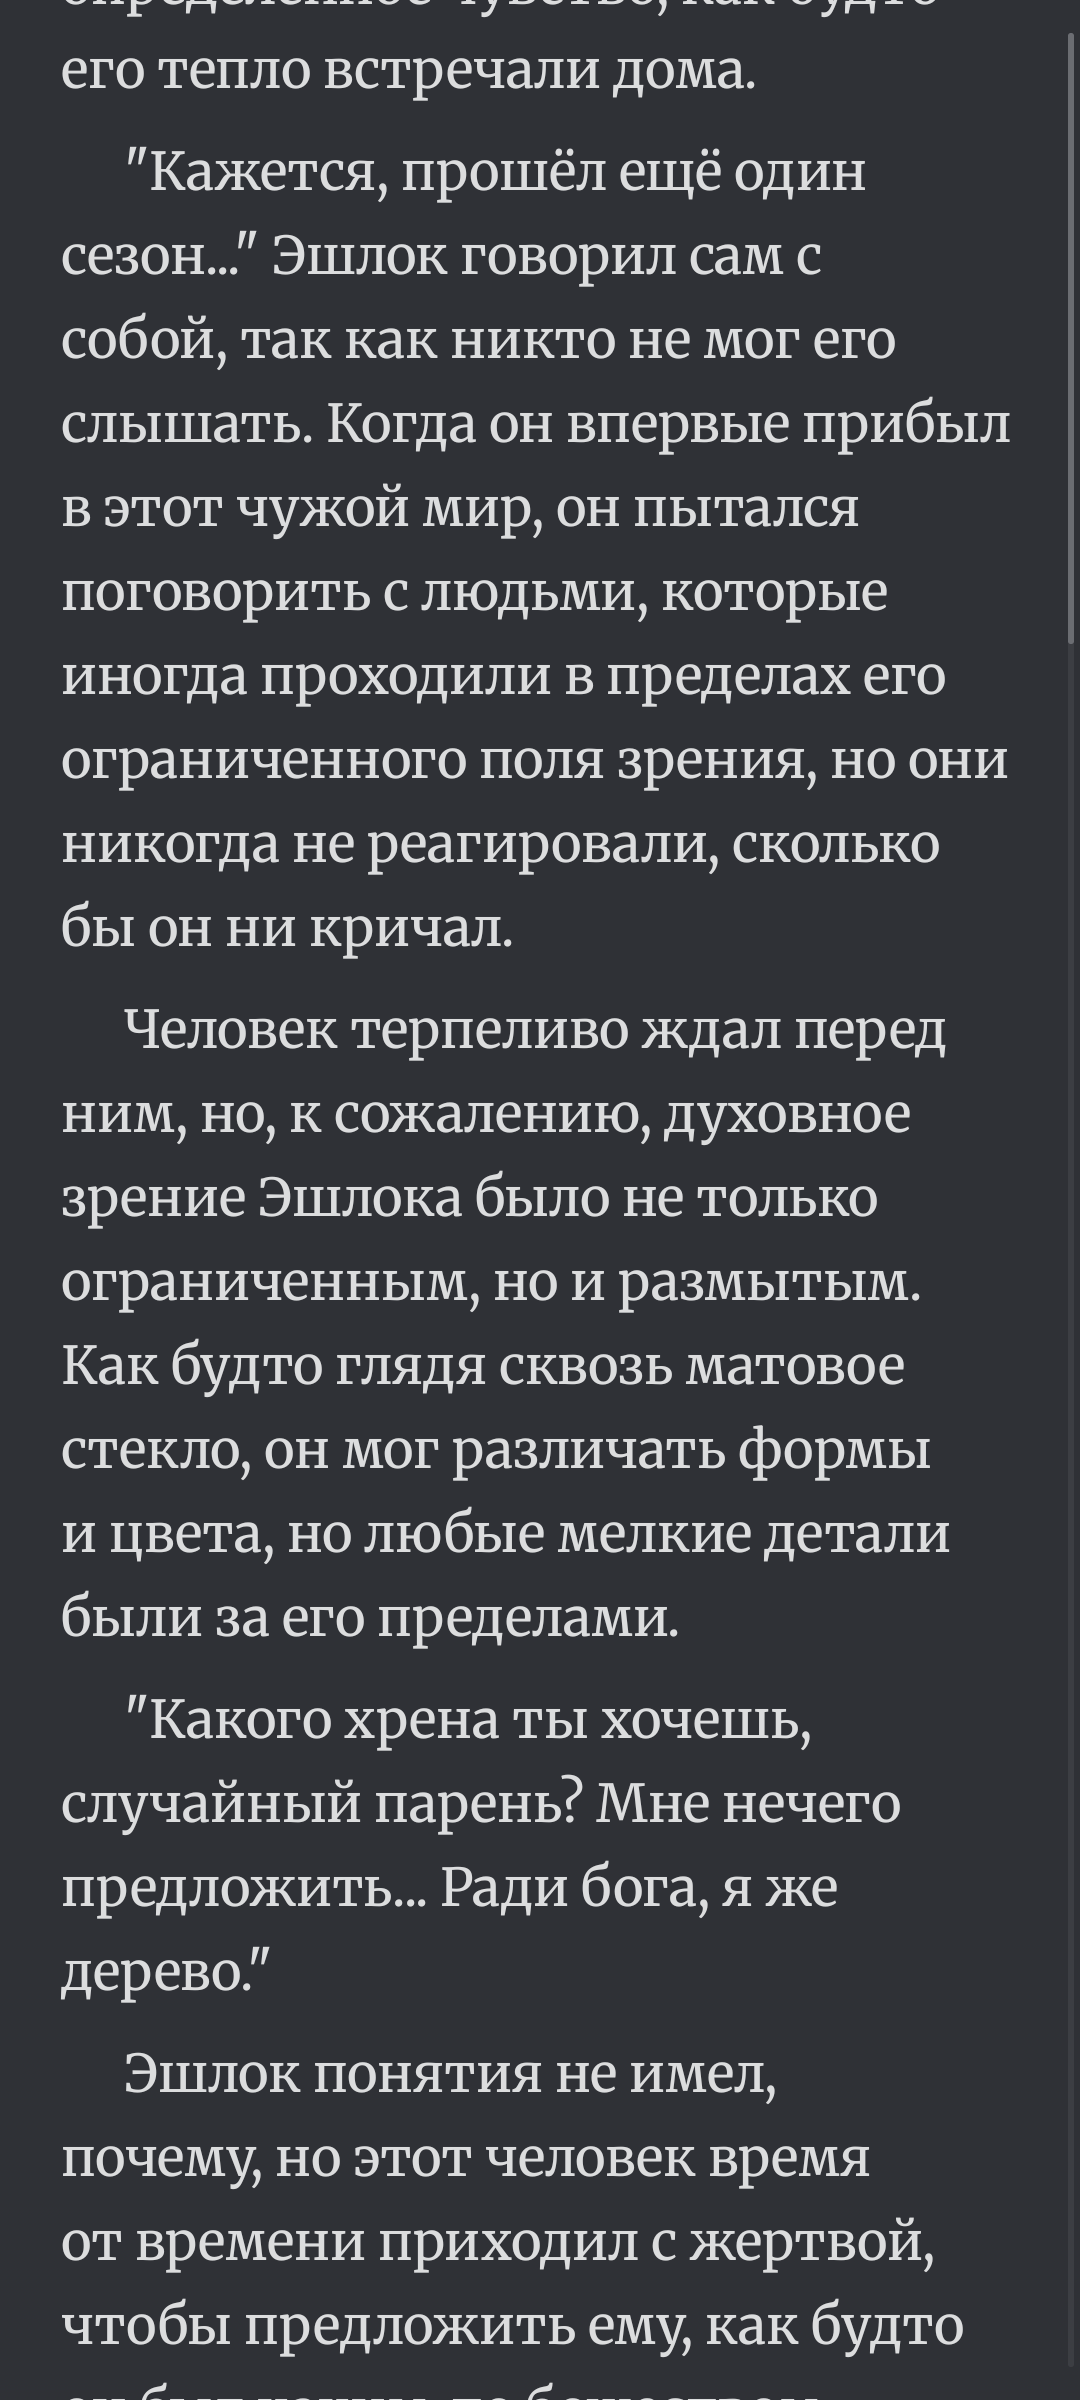 его тепло встречали дома.
"Кажется, прошёл ещё один
сезон..." Эшлок говорил сам с
собой, так как никто не мог его
слышать. Когда он впервые прибыл
в этот чужой мир, он пытался
поговорить с людьми, которые
иногда проходили в пределах его
ограниченного поля зрения, но они
никогда не реагировали, сколько
бы он ни кричал.
Человек терпеливо ждал перед
ним, но, к сожалению, духовное
зрение Эшлока было не только
ограниченным, но и размытым.
Как будто глядя сквозь матовое
стекло, он мог различать формы
и цвета, но любые мелкие детали
были за его пределами.
"Какого хрена ты хочешь,
случайный парень? Мне нечего
предложить... Ради бога, я же
дерево."
Эшлок понятия не имел,
почему, но этот человек время
от времени приходил с жертвой,
чтобы предложить ему, как будто